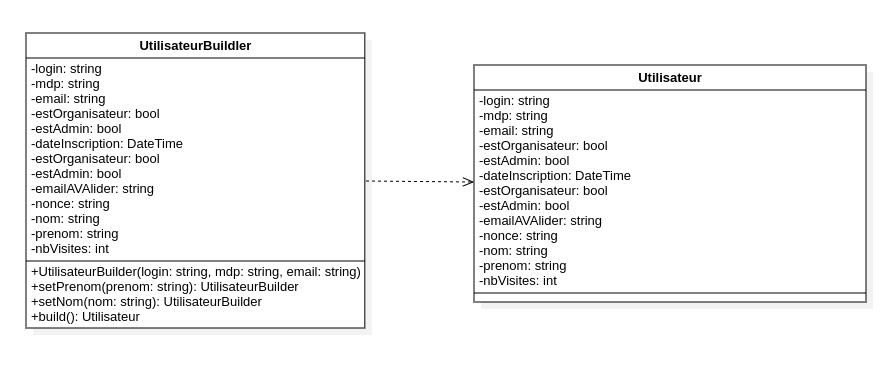 UtilisateurBuildler
-login: string
-mdp: string
-email: string
-estOrganisateur: bool
-estAdmin: bool
-dateInscription: DateTime
-estOrganisateur: bool
-estAdmin: bool
-emailAVAlider: string
-nonce: string
-nom: string
-prenom: string
-nbVisites: int
+UtilisateurBuilder(login: string, mdp: string, email: string)
+setPrenom(prenom: string): UtilisateurBuilder
+setNom(nom: string): UtilisateurBuilder
+build(): Utilisateur
Utilisateur
-login: string
-mdp: string
-email: string
-estOrganisateur: bool
-estAdmin: bool
-dateInscription: DateTime
-estOrganisateur: bool
-estAdmin: bool
-emailAVAlider: string
-nonce: string
-nom: string
-prenom: string
-nbVisites: int